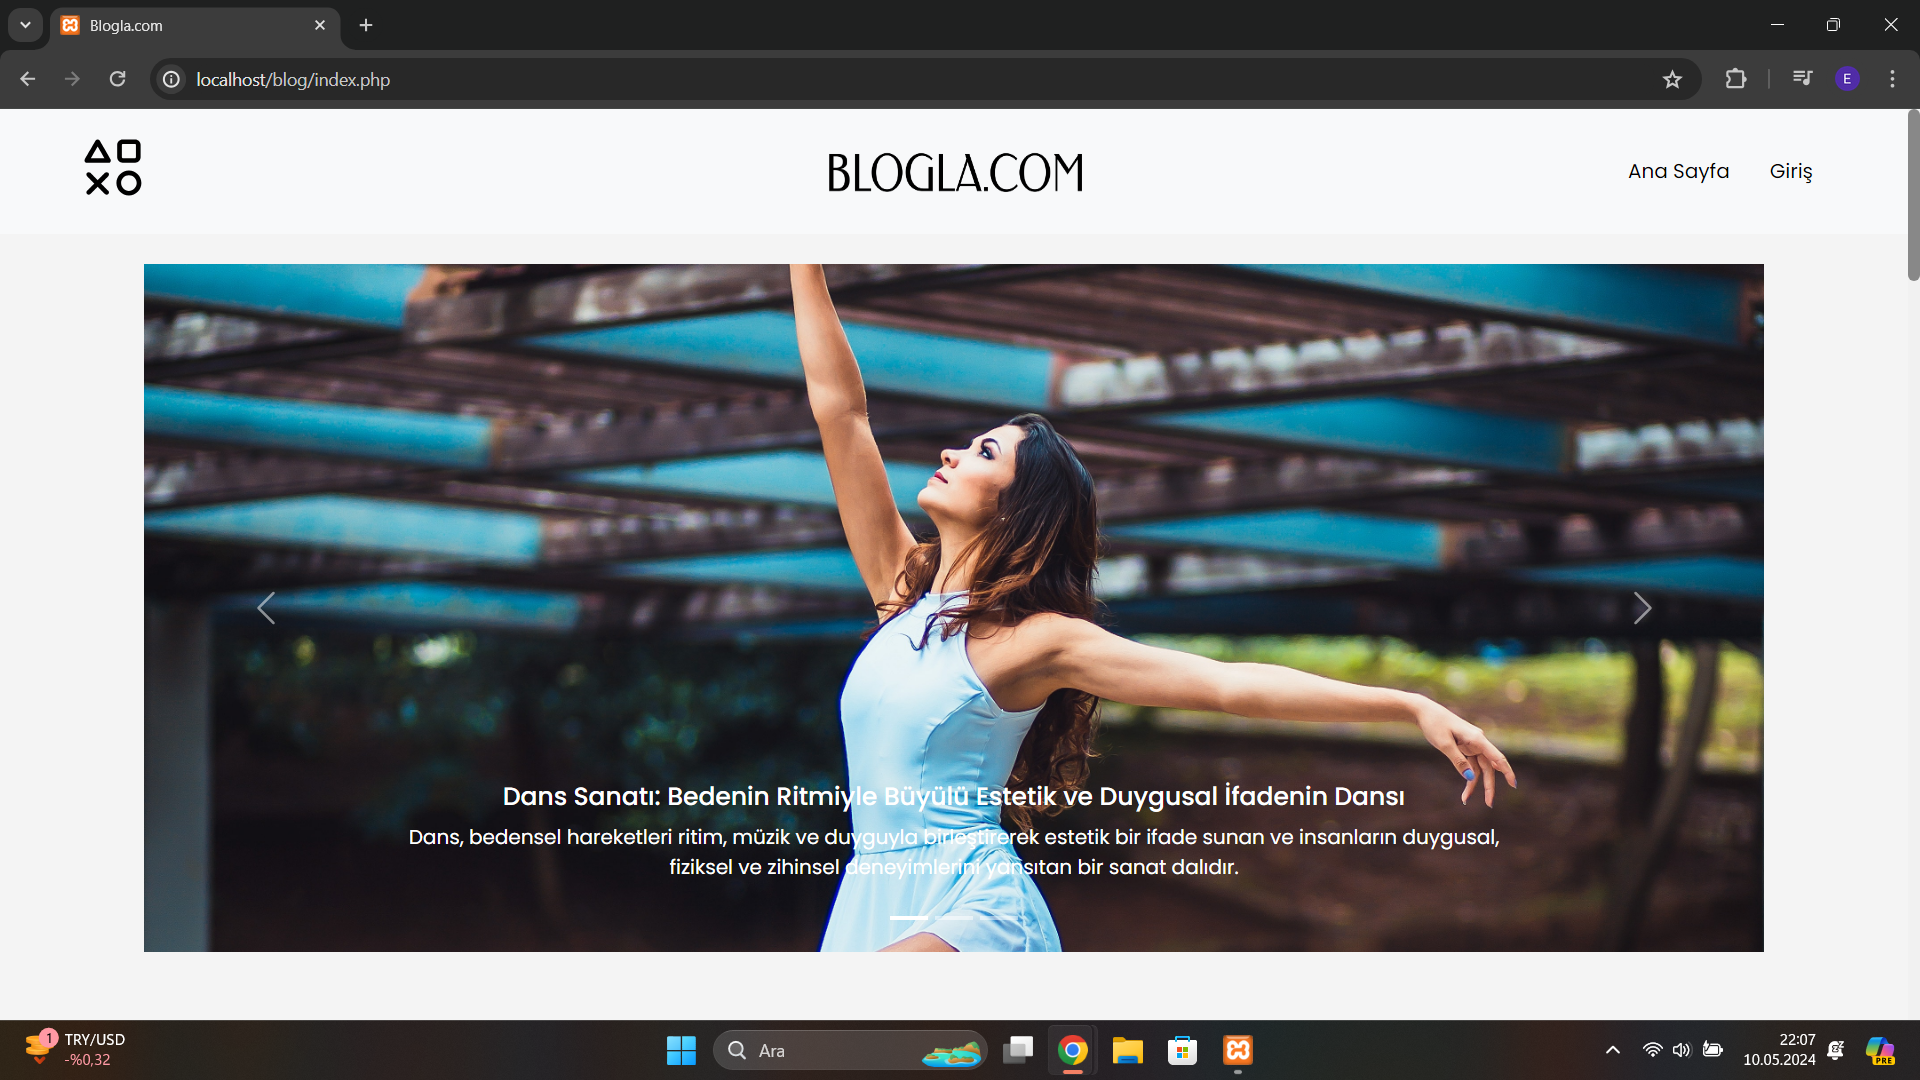 Blogla.com
localhost/blog/index.php
E
BLOGLA.COM
Ana Sayfa
Giriş
Dans Sanatı: Bedenin Ritmiyle Büyülü Estetik ve Duygusal İfadenin Dansı
Dans, bedensel hareketleri ritim, müzik ve duyguyla birleştirerek estetik bir ifade sunan ve insanların duygusal,
fiziksel ve zihinsel deneyimlerini yansıtan bir sanat dalıdır.
1
TRY/USD
-%0,32
Ara
22:07
10.05.2024
PRE